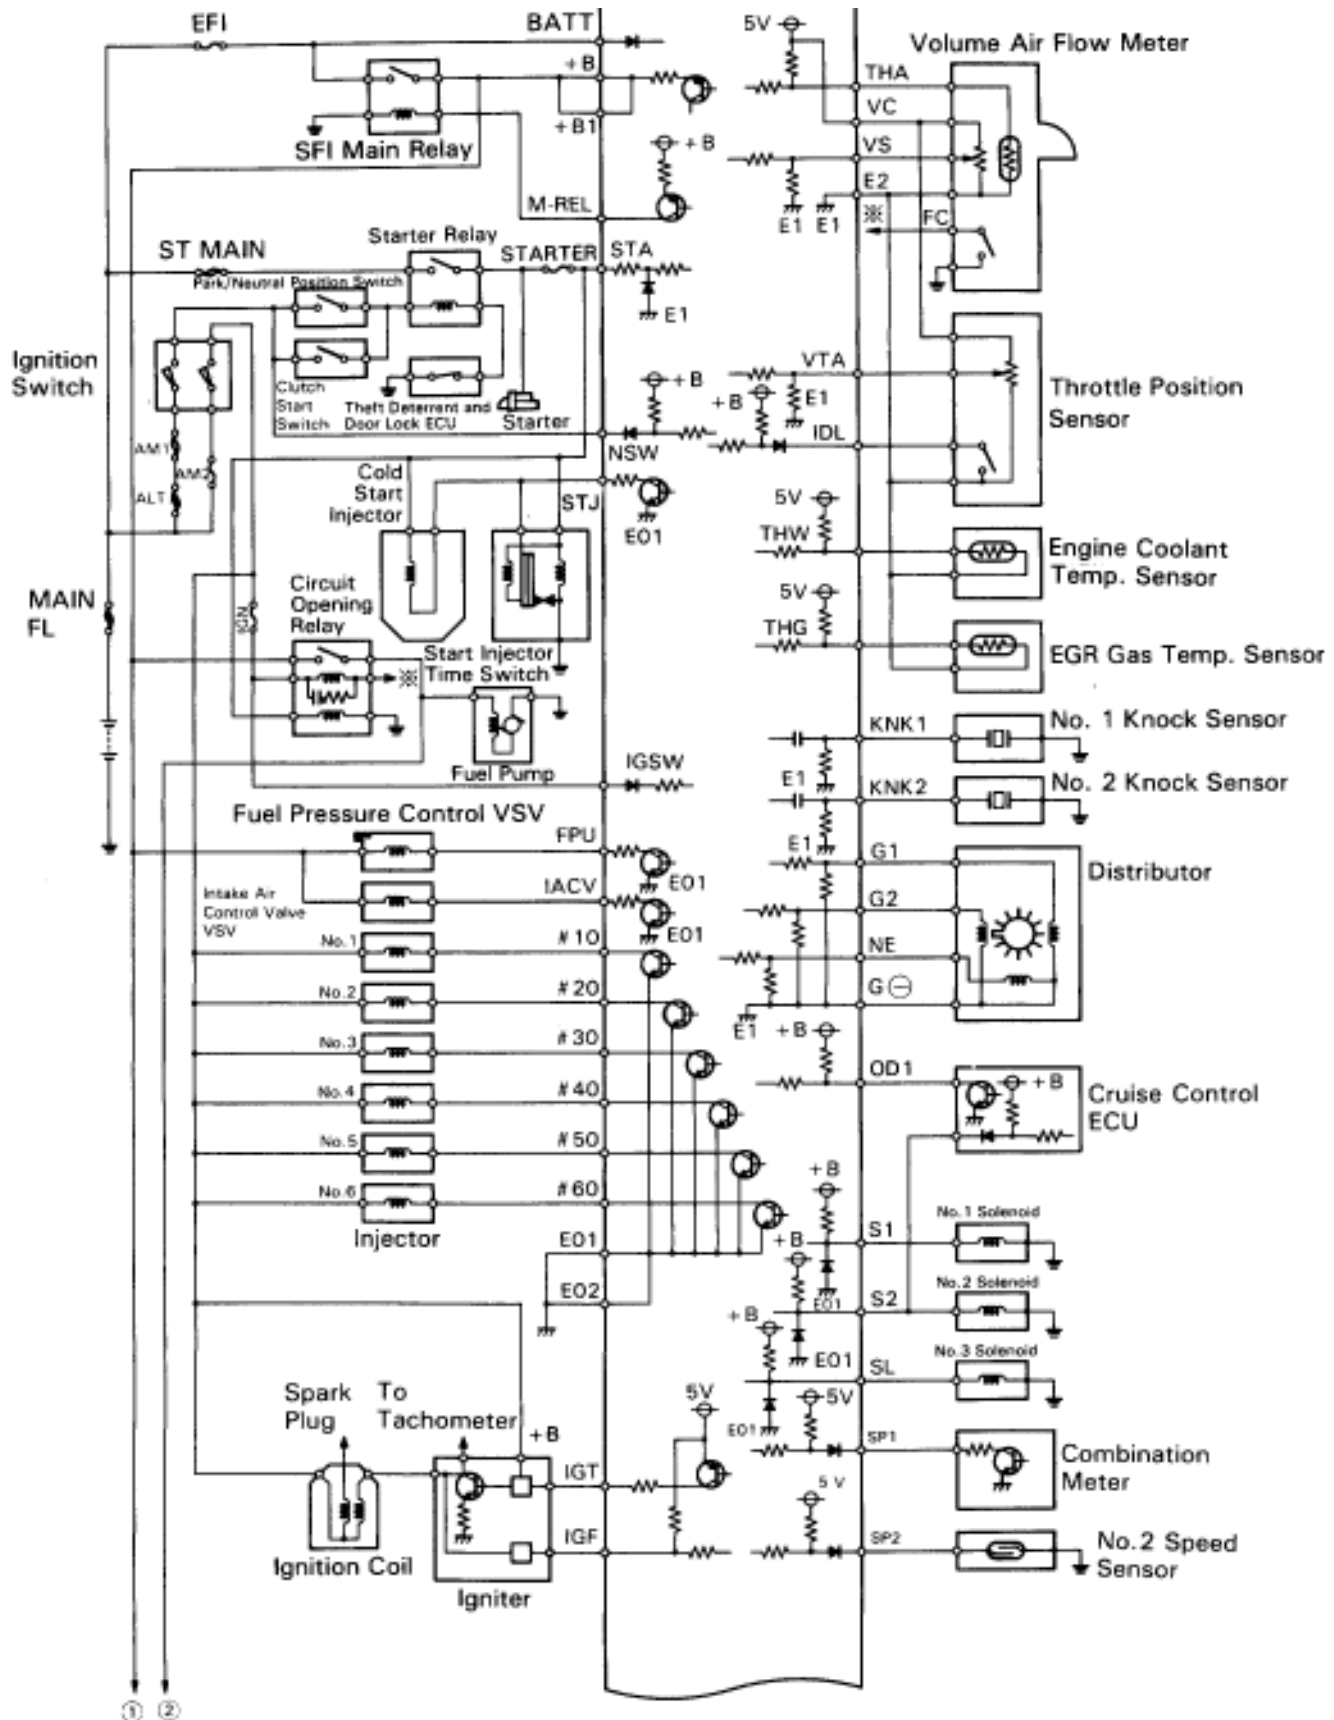 EFI
BATT
+B
+B1
SFI Main Relay
+B
M-REL
ST MAIN
Starter Relay
STARTER
STA
Park/Neutral Position Switch
E1
Ignition
Switch
Clutch
Start
Switch
Theft Deterrent and
Door Lock ECU
Starter
+B
NSW
AM1
AM2
ALT
Cold
Start
Injector
STJ
E01
MAIN
FL
IGN
Circuit
Opening
Relay
※
Start Injector
Time Switch
Fuel Pump
IGSW
Fuel Pressure Control VSV
FPU
E01
Intake Air
Control Valve
VSV
IACV
E01
No.1
#10
No.2
#20
No.3
#30
No.4
#40
No.5
#50
No.6
#60
Injector
E01
E02
Spark
Plug
To
Tachometer
+B
IGT
IGF
Ignition Coil
Igniter
5V
① ②
5V
Volume Air Flow Meter
THA
VC
VS
E2
E1 E1
※
FC
VTA
E1
+B
IDL
Throttle Position
Sensor
5V
THW
Engine Coolant
Temp. Sensor
5V
THG
EGR Gas Temp. Sensor
KNK1
No. 1 Knock Sensor
E1
KNK2
No. 2 Knock Sensor
E1
G1
G2
NE
G⊖
E1
Distributor
+B
OD1
+B
Cruise Control
ECU
+B
S1
No.1 Solenoid
E01
+B
S2
No.2 Solenoid
E01
+B
SL
No.3 Solenoid
E01
5V
SP1
Combination
Meter
5 V
SP2
No.2 Speed
Sensor